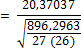 = 20,37037 / √(896,2963 / 27 (26))